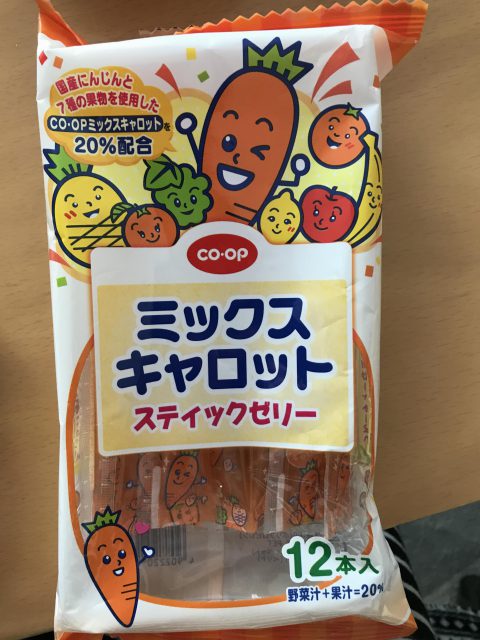 国産にんじんと
7種の果物を使用した
CO·OPミックスキャロットを
20%配合
CO·OP
ミックス
キャロット
スティックゼリー
12本入
野菜汁+果汁=20%